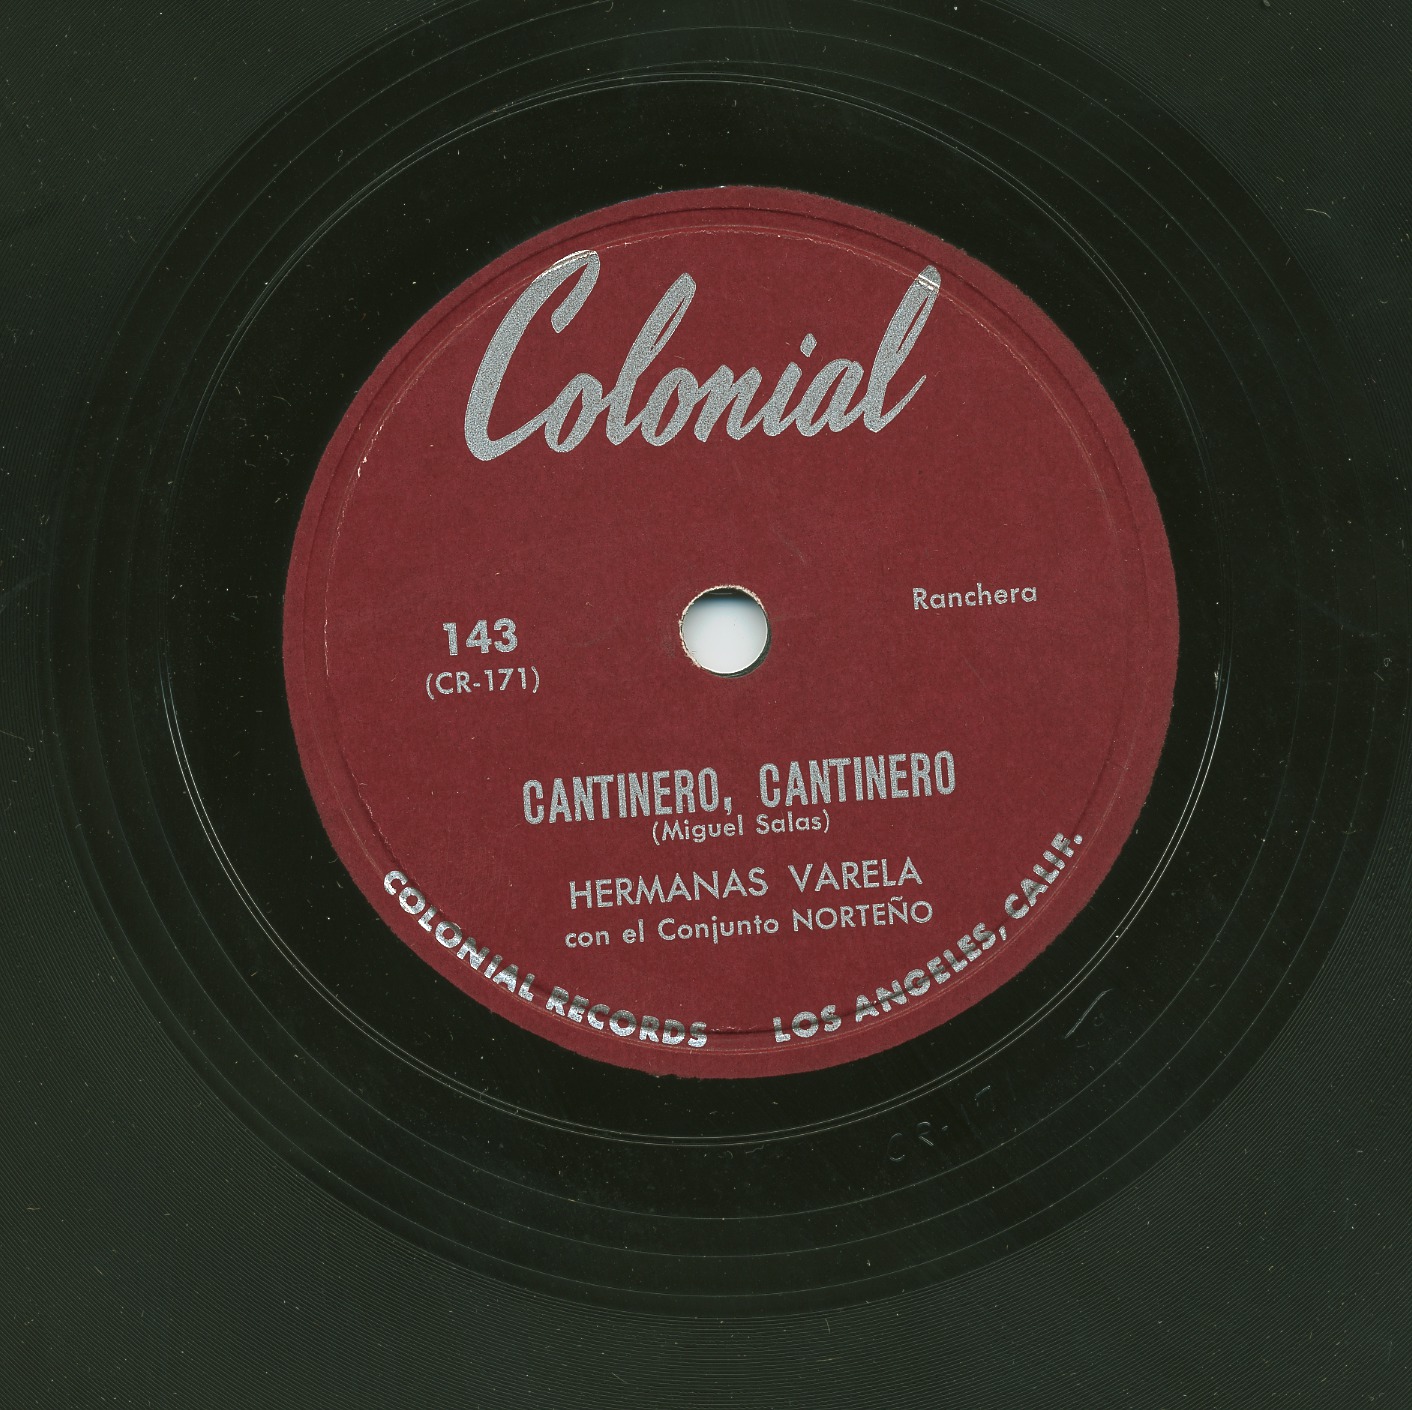 Colonial
Ranchera
143
(CR-171)
CANTINERO, CANTINERO
(Miguel Salas)
HERMANAS VARELA
con el Conjunto NORTEÑO
COLONIAL RECORDS LOS ANGELES, CALIF.